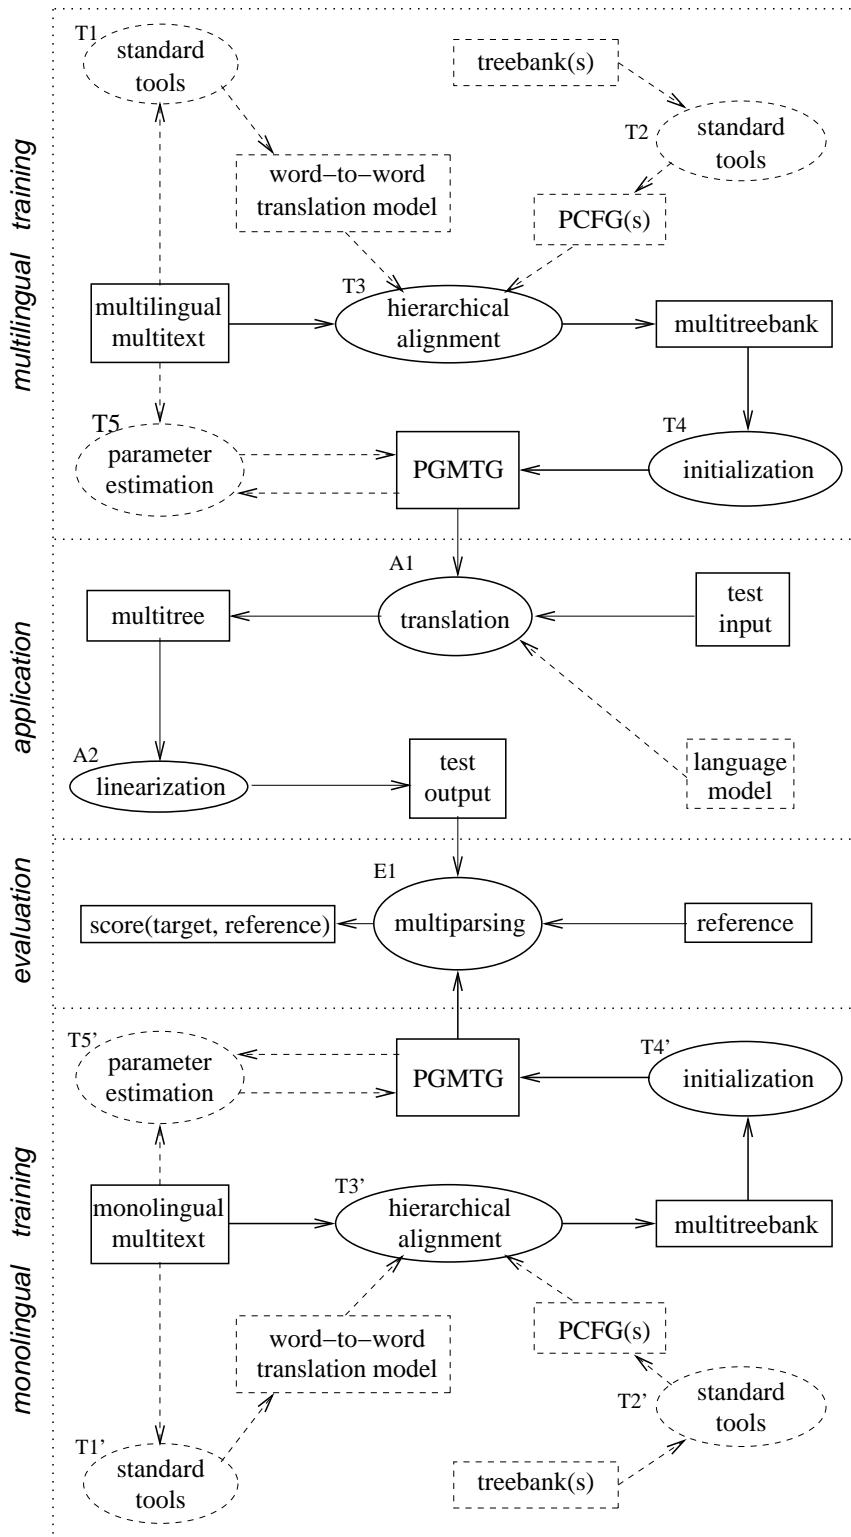 multilingual training
T1
standard
tools
treebank(s)
T2
standard
tools
word−to−word
translation model
PCFG(s)
T3
hierarchical
alignment
multilingual
multitext
multitreebank
T5
parameter
estimation
PGMTG
T4
initialization
application
A1
translation
multitree
test
input
A2
linearization
test
output
language
model
evaluation
E1
multiparsing
score(target, reference)
reference
monolingual training
T5'
parameter
estimation
PGMTG
T4'
initialization
monolingual
multitext
T3'
hierarchical
alignment
multitreebank
word−to−word
translation model
PCFG(s)
T2'
standard
tools
T1'
standard
tools
treebank(s)